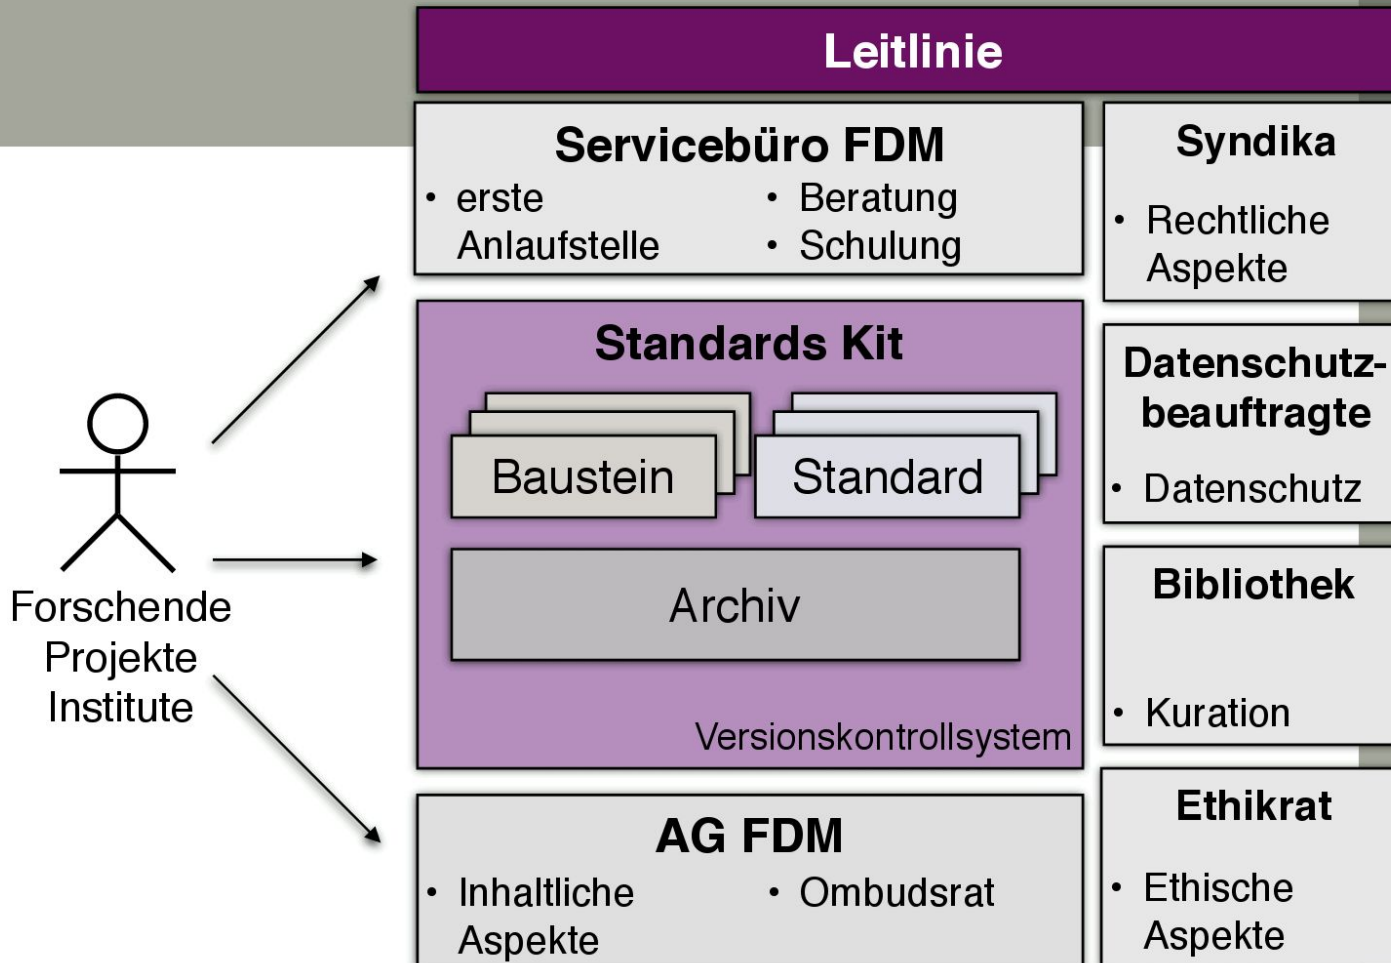 Leitlinie
Servicebüro FDM
• erste
Anlaufstelle
• Beratung
• Schulung
Syndika
• Rechtliche
Aspekte
Standards Kit
Baustein
Standard
Archiv
Versionskontrollsystem
Datenschutz-
beauftragte
• Datenschutz
Bibliothek
• Kuration
Forschende
Projekte
Institute
AG FDM
• Inhaltliche
Aspekte
• Ombudsrat
Ethikrat
• Ethische
Aspekte